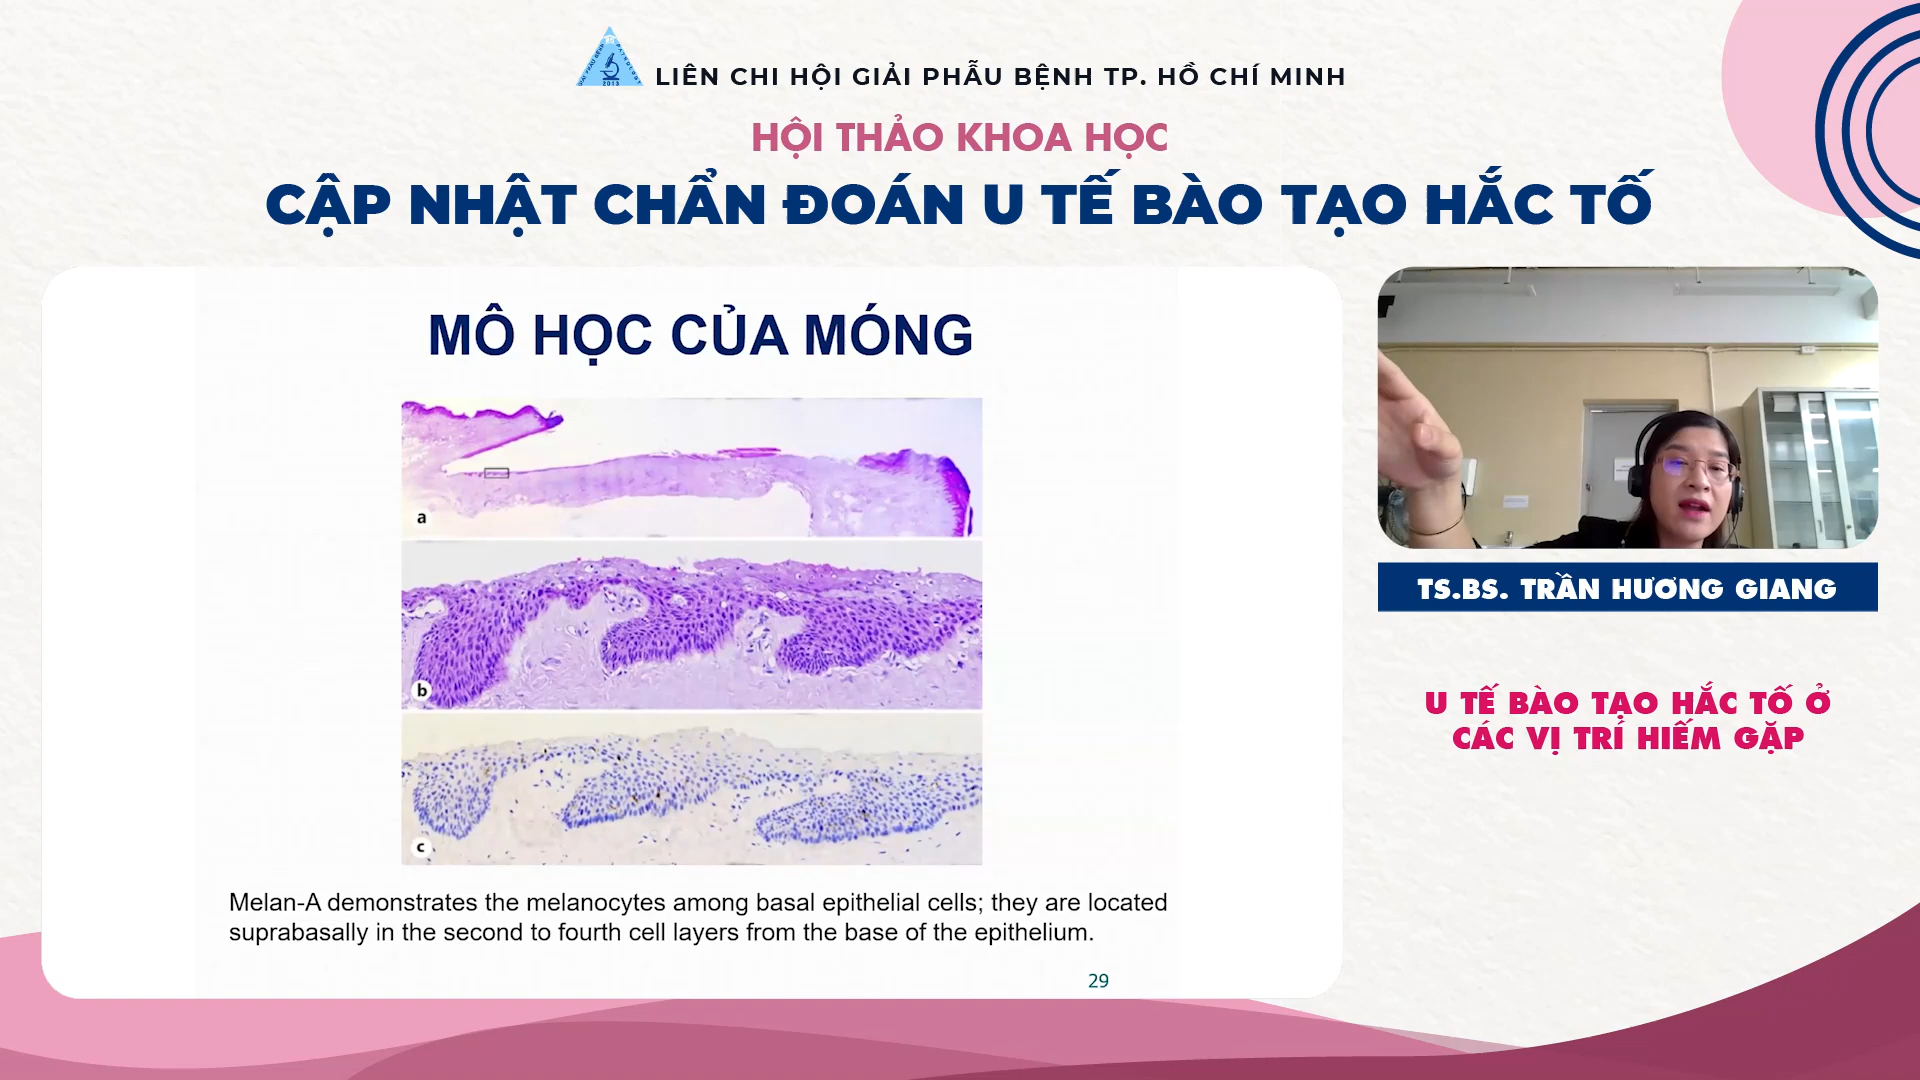 LIÊN CHI HỘI GIẢI PHẪU BỆNH TP. HỒ CHÍ MINH
HỘI THẢO KHOA HỌC
CẬP NHẬT CHẨN ĐOÁN U TẾ BÀO TẠO HẮC TỐ
MÔ HỌC CỦA MÓNG
a
b
c
Melan-A demonstrates the melanocytes among basal epithelial cells; they are located
suprabasally in the second to fourth cell layers from the base of the epithelium.
29
TS.BS. TRẦN HƯƠNG GIANG
U TẾ BÀO TẠO HẮC TỐ Ở
CÁC VỊ TRÍ HIẾM GẶP